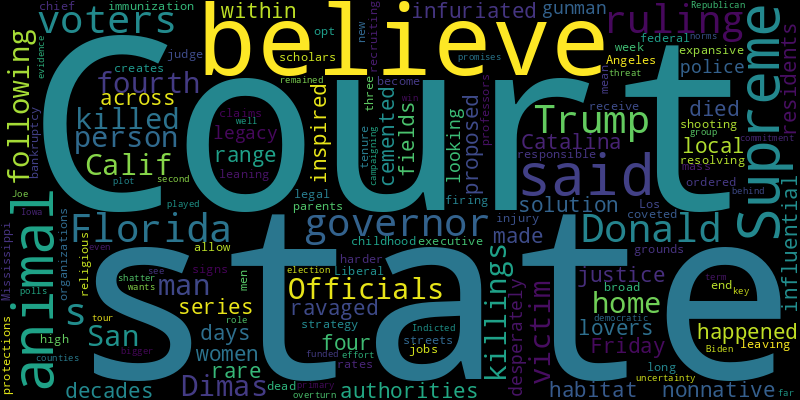 chief immunization
voters within believe infuriated gunman Republican
ruling
opt recruiting new promises federal norms
scholars judge week expansive
evidence creates Angeles police
following fourth three become mean threat residents
across remained
killed claims well inspired cemented fields looking proposed professors Trump receive died shooting group
Court
person legacy Catalina local commitment
bankruptcy Calif range tenure campaigning win responsible resolving Supreme
leaning said mass
plot second legal firing ordered behind
Joe played parents solution Los coveted
Iowa
Florida governor injury made Donald
Mississippi organizations religious even allow childhood executive grounds influential
state
animal see election Liberal harder justice broad term
shatter man men Officials killings home end key
polls wants signs
s series ravaged desperately victim lovers happened
tour role strategy Indicted democratic
San days four streets Friday Biden leaving
high bigger funded effort jobs
protections counties women rates long
rare primary uncertainty
decades Dimas dead overturn authorities habitat nonnative far